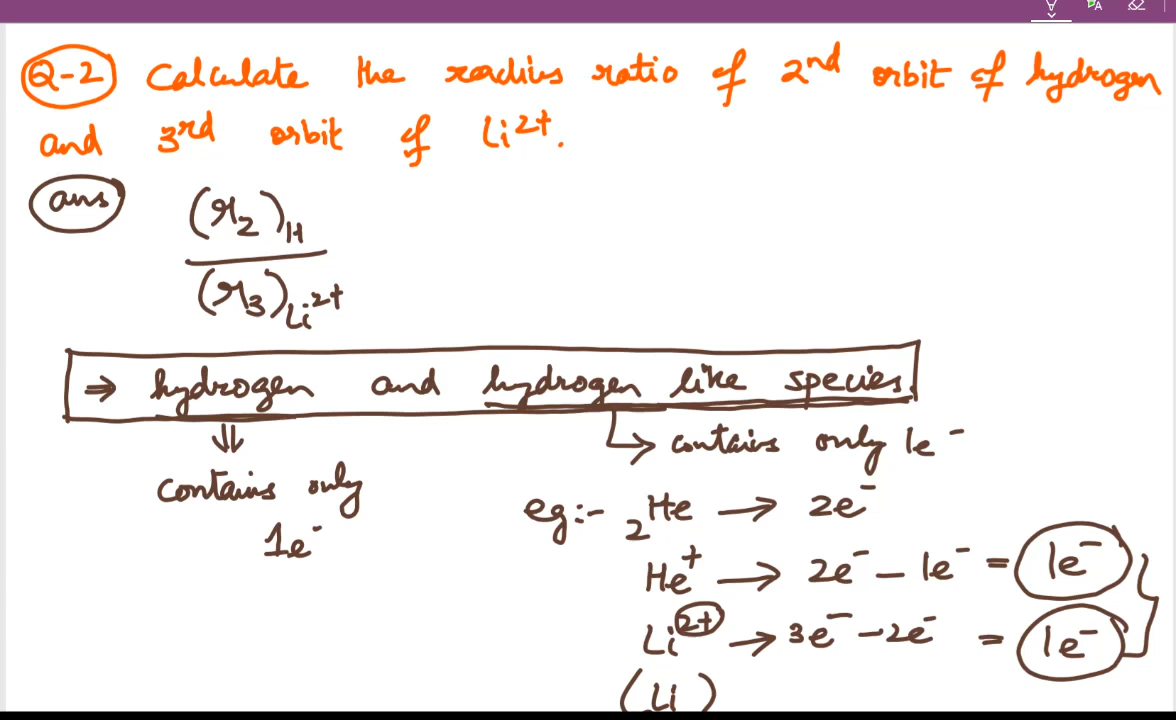 Q-2 Calculate the radius ratio of 2nd orbit of hydrogen
and 3rd orbit of Li²⁺.
ans (r₂)H
(r₃)Li²⁺
⇒ hydrogen and hydrogen like species.
⇓ ↳ contains only 1e⁻
contains only
1e⁻
eg:- ₂He → 2e⁻
He⁺ → 2e⁻ - 1e⁻ = 1e⁻
Li²⁺ → 3e⁻ - 2e⁻ = 1e⁻
(Li)